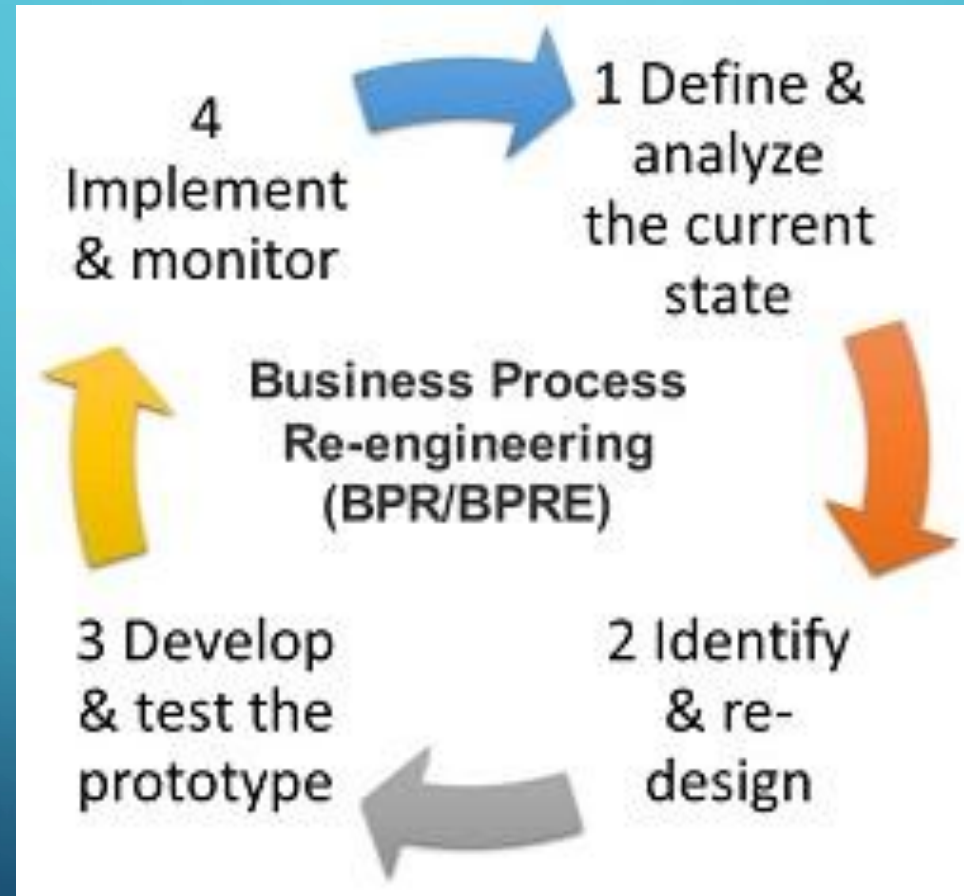 1 Define &
analyze
the current
state
2 Identify
& re-
design
3 Develop
& test the
prototype
4
Implement
& monitor
Business Process
Re-engineering
(BPR/BPRE)